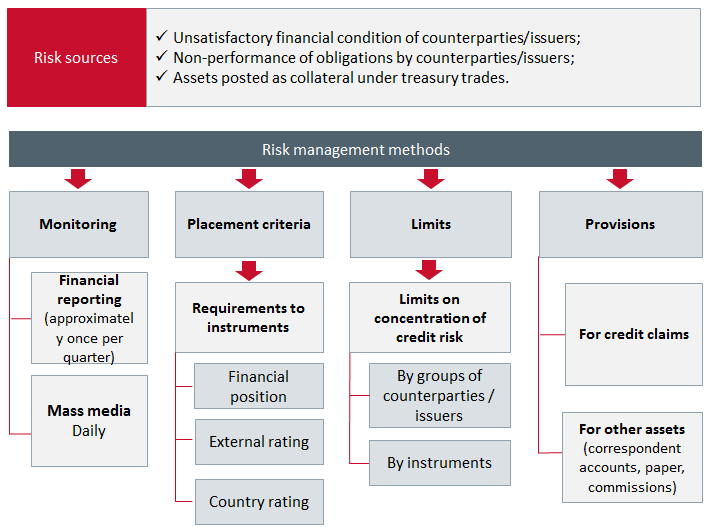 Risk sources
✓ Unsatisfactory financial condition of counterparties/issuers;
✓ Non-performance of obligations by counterparties/issuers;
✓ Assets posted as collateral under treasury trades.
Risk management methods
Monitoring
Financial
reporting
(approximatel
y once per
quarter)
Mass media
Daily
Placement criteria
Requirements to
instruments
Financial
position
External rating
Country rating
Limits
Limits on
concentration of
credit risk
By groups of
counterparties /
issuers
By instruments
Provisions
For credit claims
For other assets
(correspondent
accounts, paper,
commissions)